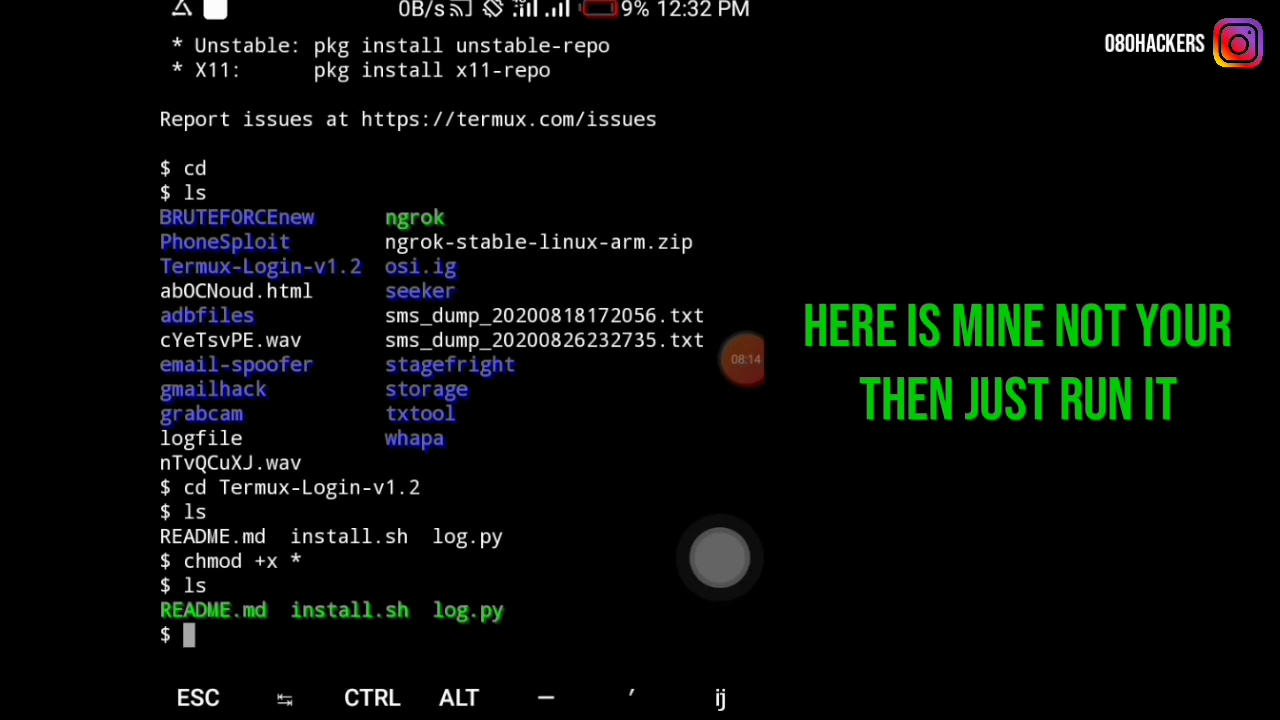 0B/s 9% 12:32 PM
080HACKERS
* Unstable: pkg install unstable-repo
* X11: pkg install x11-repo
Report issues at https://termux.com/issues
$ cd
$ ls
BRUTEFORCEnew ngrok
PhoneSploit ngrok-stable-linux-arm.zip
Termux-Login-v1.2 osi.ig
abOCNoud.html seeker
adbfiles sms_dump_20200818172056.txt
cYeTsvPE.wav sms_dump_20200826232735.txt
email-spoofer stagefright
gmailhack storage
grabcam txtool
logfile whapa
nTvQCuXJ.wav
$ cd Termux-Login-v1.2
$ ls
README.md install.sh log.py
$ chmod +x *
$ ls
README.md install.sh log.py
$
08:14
HERE IS MINE NOT YOUR
THEN JUST RUN IT
ESC CTRL ALT — ′ ij